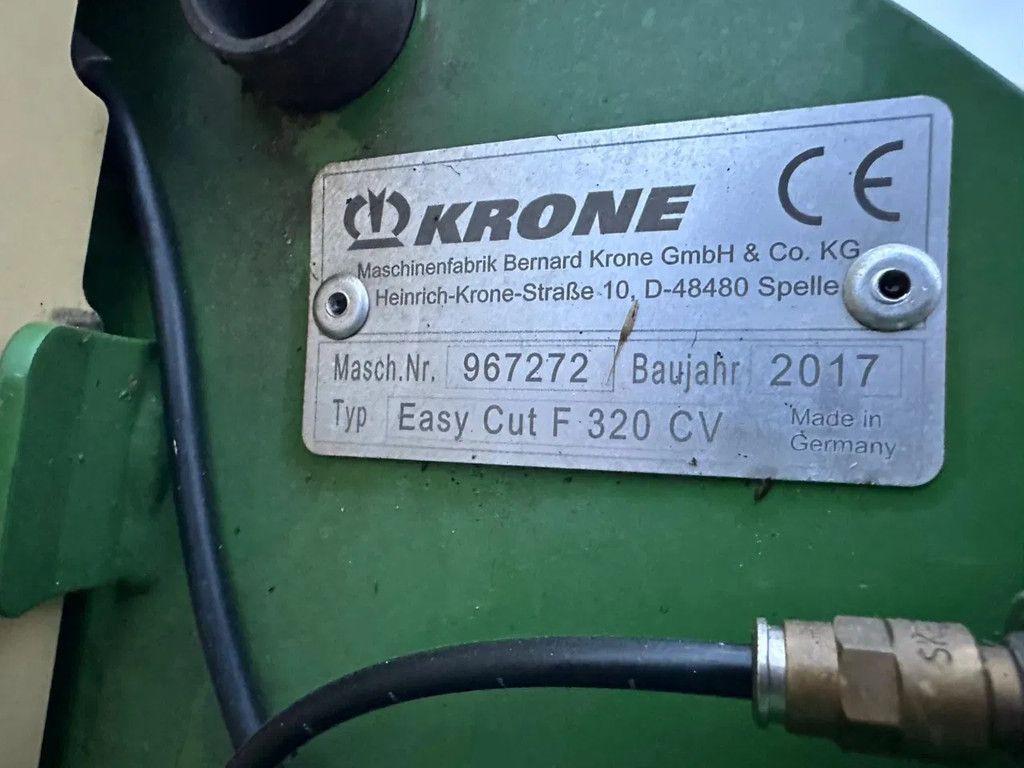 KRONE CE
Maschinenfabrik Bernard Krone GmbH & Co. KG
Heinrich-Krone-Straße 10, D-48480 Spelle
Masch.Nr. 967272 Baujahr 2017
Typ Easy Cut F 320 CV Made in
Germany